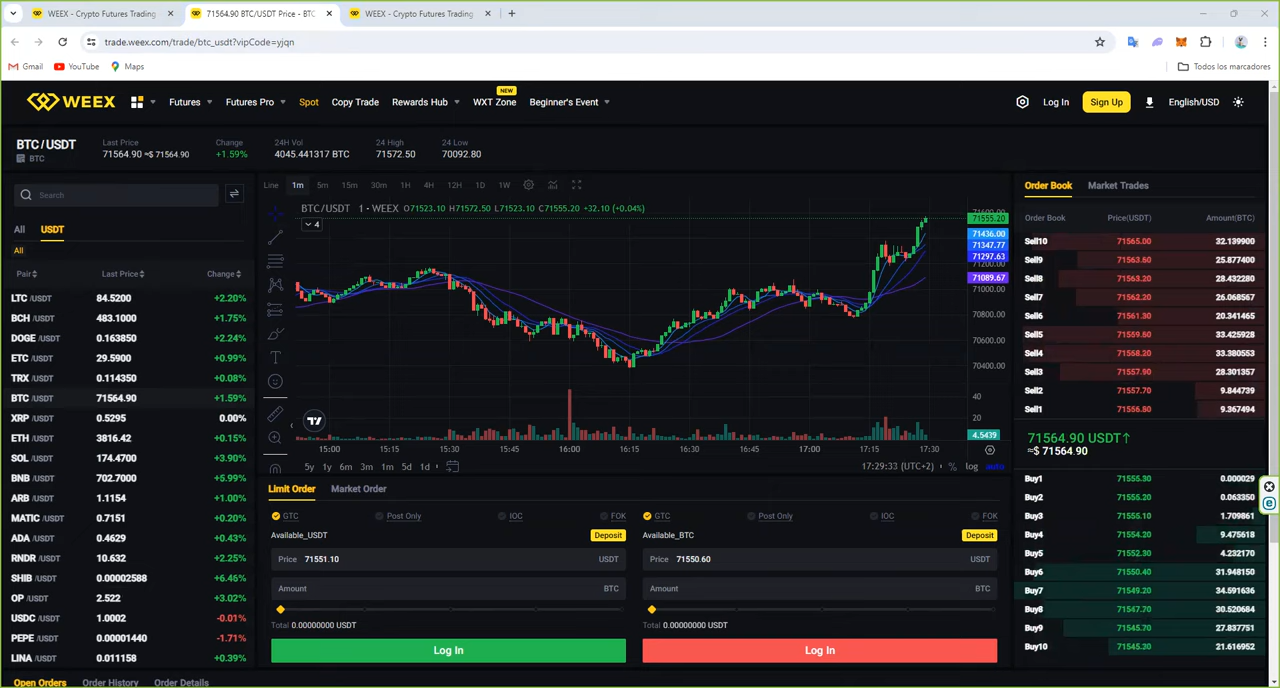 WEEX - Crypto Futures Trading
71564.90 BTC/USDT Price - BTC
WEEX - Crypto Futures Trading
trade.weex.com/trade/btc_usdt?vipCode=yjqn
Gmail YouTube Maps Todos los marcadores
WEEX Futures Futures Pro Spot Copy Trade Rewards Hub WXT Zone NEW Beginner's Event Log In Sign Up English/USD
BTC/USDT
BTC
Last Price
71564.90 ≈$ 71564.90
Change
+1.59%
24H Vol
4045.441317 BTC
24 High
71572.50
24 Low
70092.80
Search
All USDT
All
Pair Last Price Change
LTC /USDT 84.5200 +2.20%
BCH /USDT 483.1000 +1.75%
DOGE /USDT 0.163850 +2.24%
ETC /USDT 29.5900 +0.99%
TRX /USDT 0.114350 +0.08%
BTC /USDT 71564.90 +1.59%
XRP /USDT 0.5295 0.00%
ETH /USDT 3816.42 +0.15%
SOL /USDT 174.4700 +3.90%
BNB /USDT 702.7000 +5.99%
ARB /USDT 1.1154 +1.00%
MATIC /USDT 0.7151 +0.20%
ADA /USDT 0.4629 +0.43%
RNDR /USDT 10.632 +2.25%
SHIB /USDT 0.00002588 +6.46%
OP /USDT 2.522 +3.02%
USDC /USDT 1.0002 -0.01%
PEPE /USDT 0.00001440 -1.71%
LINA /USDT 0.011158 +0.39%
Line 1m 5m 15m 30m 1H 4H 12H 1D 1W
BTC/USDT · 1 · WEEX O71523.10 H71572.50 L71523.10 C71555.20 +32.10 (+0.04%)
4
71555.20
71436.00
71347.77
71297.63
71200.00
71089.67
71000.00
70800.00
70600.00
70400.00
40
20
4.5439
15:00 15:15 15:30 15:45 16:00 16:15 16:30 16:45 17:00 17:15 17:30
5y 1y 6m 3m 1m 5d 1d 17:29:33 (UTC+2) % log auto
Limit Order Market Order
GTC Post Only IOC FOK
Available_USDT Deposit
Price 71551.10 USDT
Amount BTC
Total 0.00000000 USDT
Log In
GTC Post Only IOC FOK
Available_BTC Deposit
Price 71550.60 USDT
Amount BTC
Total 0.00000000 USDT
Log In
Order Book Market Trades
Order Book Price(USDT) Amount(BTC)
Sell10 71565.00 32.139900
Sell9 71563.60 25.877400
Sell8 71563.20 28.432280
Sell7 71562.20 26.068567
Sell6 71561.30 20.341465
Sell5 71559.60 33.425928
Sell4 71558.20 33.380553
Sell3 71557.90 28.301357
Sell2 71557.70 9.844739
Sell1 71556.80 9.367494
71564.90 USDT↑
≈$ 71564.90
Buy1 71555.30 0.000029
Buy2 71555.20 0.063350
Buy3 71555.10 1.709861
Buy4 71554.20 9.475618
Buy5 71552.30 4.232170
Buy6 71550.40 31.948150
Buy7 71549.20 34.591636
Buy8 71547.70 30.520684
Buy9 71545.70 27.837751
Buy10 71545.30 21.616952
Open Orders Order History Order Details